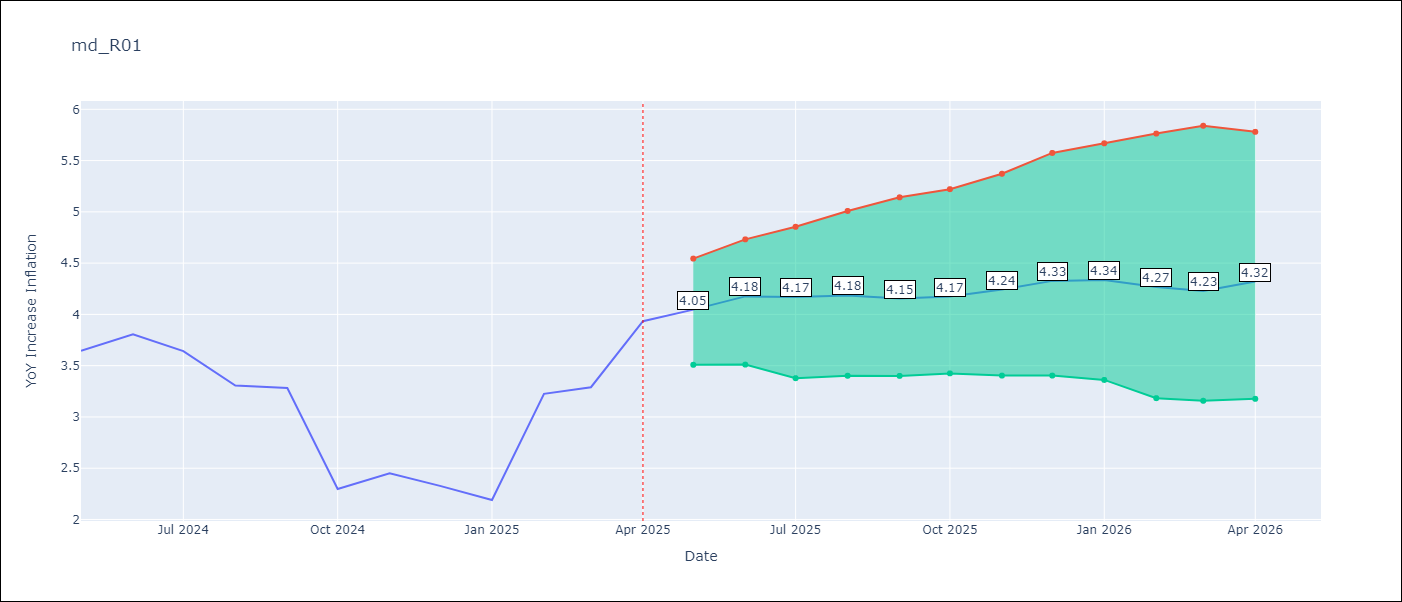 md_R01
YoY Increase Inflation
6
5.5
5
4.5
4
3.5
3
2.5
2
4.05
4.18
4.17
4.18
4.15
4.17
4.24
4.33
4.34
4.27
4.23
4.32
Jul 2024
Oct 2024
Jan 2025
Apr 2025
Jul 2025
Oct 2025
Jan 2026
Apr 2026
Date